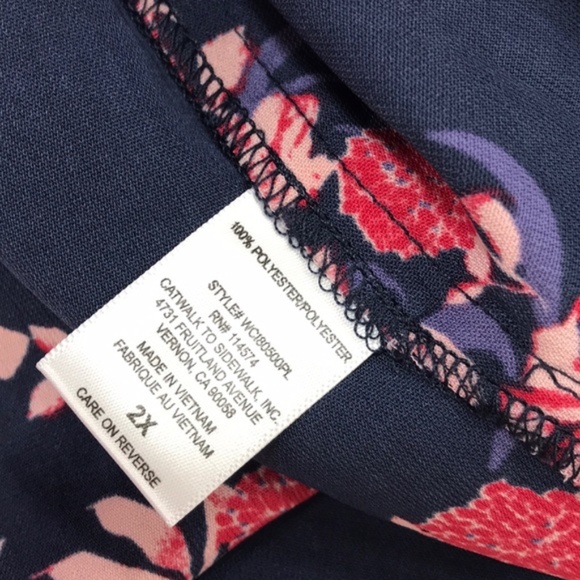 100% POLYESTER/POLYESTER
STYLE# WCI80500PL
RN# 114574
CATWALK TO SIDEWALK, INC.
4731 FRUITLAND AVENUE
VERNON, CA 90058
MADE IN VIETNAM
FABRIQUE AU VIETNAM
2X
CARE ON REVERSE